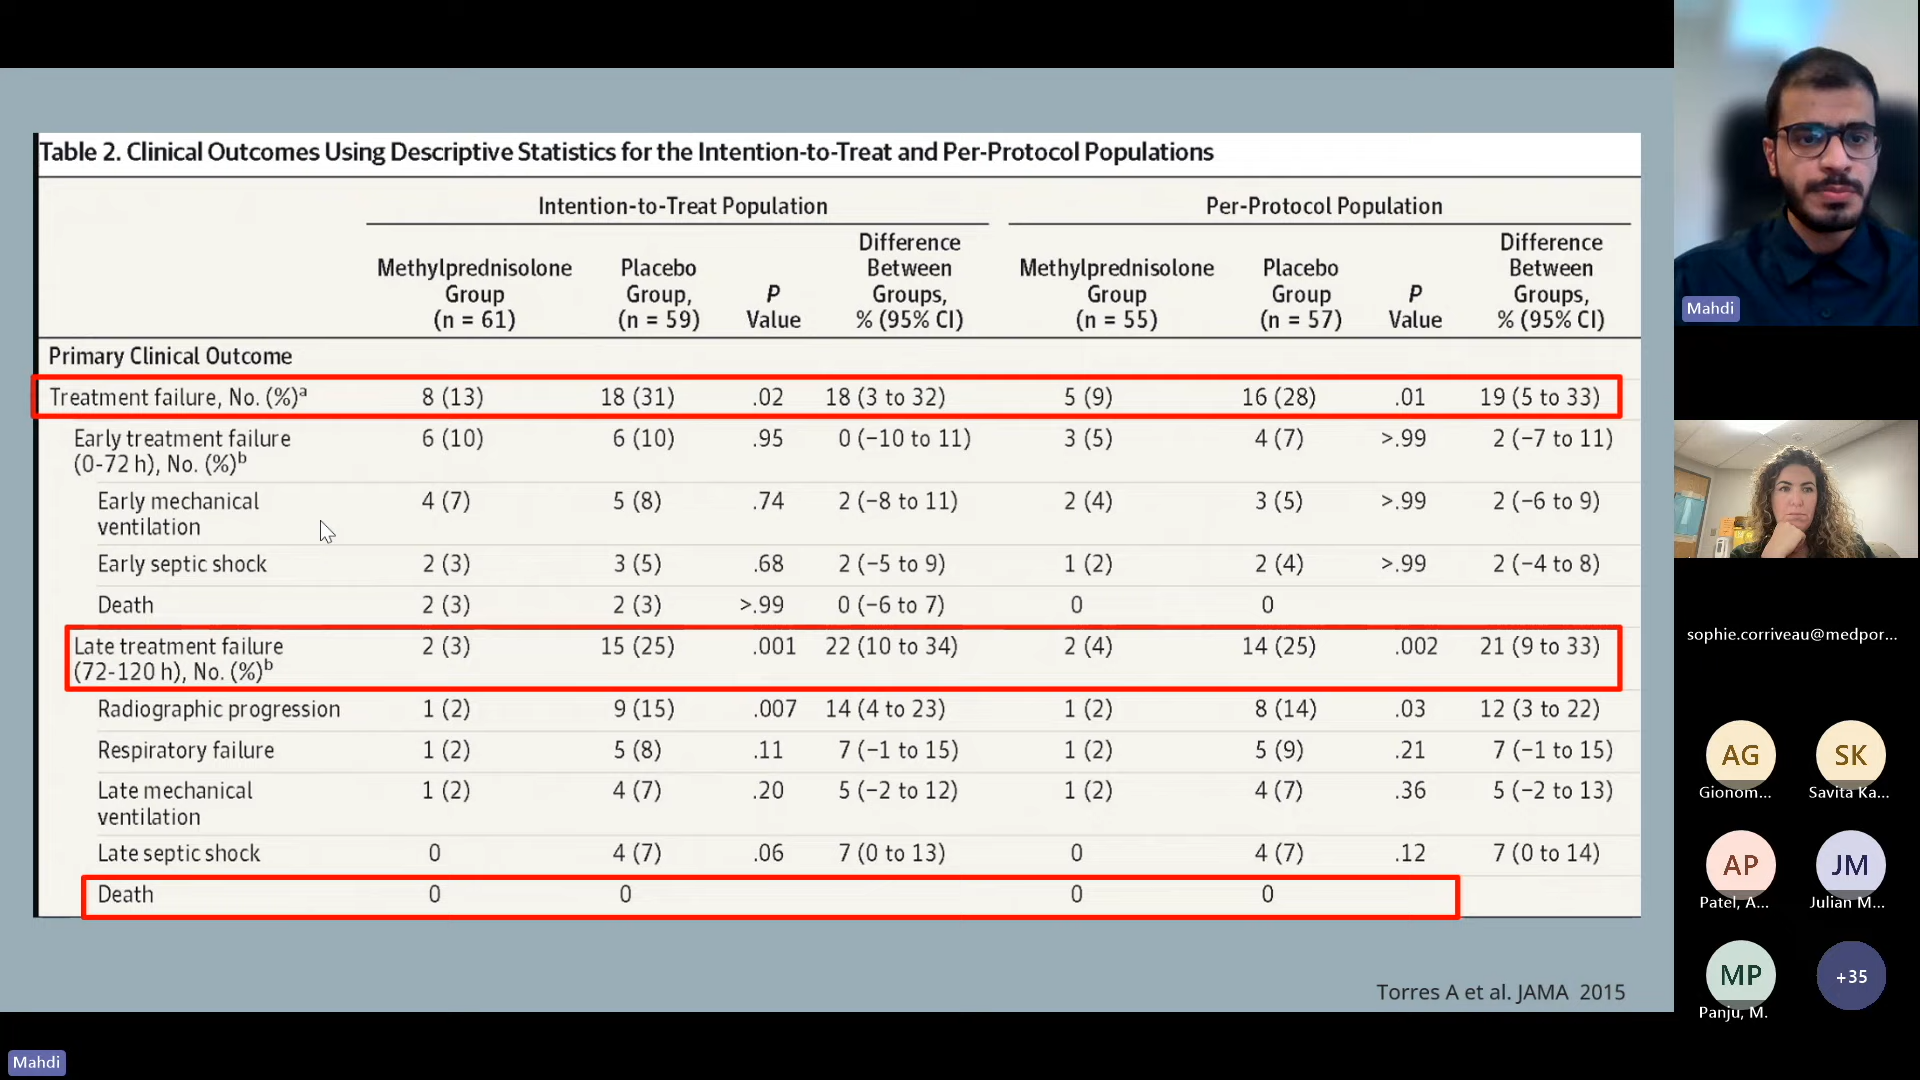 Table 2. Clinical Outcomes Using Descriptive Statistics for the Intention-to-Treat and Per-Protocol Populations
Intention-to-Treat Population Per-Protocol Population
Methylprednisolone Group (n = 61) Placebo Group, (n = 59) P Value Difference Between Groups, % (95% CI) Methylprednisolone Group (n = 55) Placebo Group (n = 57) P Value Difference Between Groups, % (95% CI)
Primary Clinical Outcome
Treatment failure, No. (%)ᵃ 8 (13) 18 (31) .02 18 (3 to 32) 5 (9) 16 (28) .01 19 (5 to 33)
Early treatment failure (0-72 h), No. (%)ᵇ 6 (10) 6 (10) .95 0 (−10 to 11) 3 (5) 4 (7) >.99 2 (−7 to 11)
Early mechanical ventilation 4 (7) 5 (8) .74 2 (−8 to 11) 2 (4) 3 (5) >.99 2 (−6 to 9)
Early septic shock 2 (3) 3 (5) .68 2 (−5 to 9) 1 (2) 2 (4) >.99 2 (−4 to 8)
Death 2 (3) 2 (3) >.99 0 (−6 to 7) 0 0
Late treatment failure (72-120 h), No. (%)ᵇ 2 (3) 15 (25) .001 22 (10 to 34) 2 (4) 14 (25) .002 21 (9 to 33)
Radiographic progression 1 (2) 9 (15) .007 14 (4 to 23) 1 (2) 8 (14) .03 12 (3 to 22)
Respiratory failure 1 (2) 5 (8) .11 7 (−1 to 15) 1 (2) 5 (9) .21 7 (−1 to 15)
Late mechanical ventilation 1 (2) 4 (7) .20 5 (−2 to 12) 1 (2) 4 (7) .36 5 (−2 to 13)
Late septic shock 0 4 (7) .06 7 (0 to 13) 0 4 (7) .12 7 (0 to 14)
Death 0 0 0 0
Torres A et al. JAMA 2015
Mahdi
Mahdi
sophie.corriveau@medpor...
AG SK
Gionom... Savita Ka...
AP JM
Patel, A... Julian M...
MP +35
Panju, M.